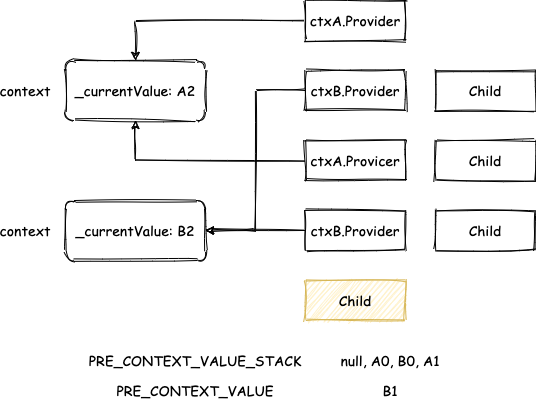 ctxA.Provider
context
_currentValue: A2
ctxB.Provider
Child
ctxA.Provicer
Child
context
_currentValue: B2
ctxB.Provider
Child
Child
PRE_CONTEXT_VALUE_STACK null, A0, B0, A1
PRE_CONTEXT_VALUE B1